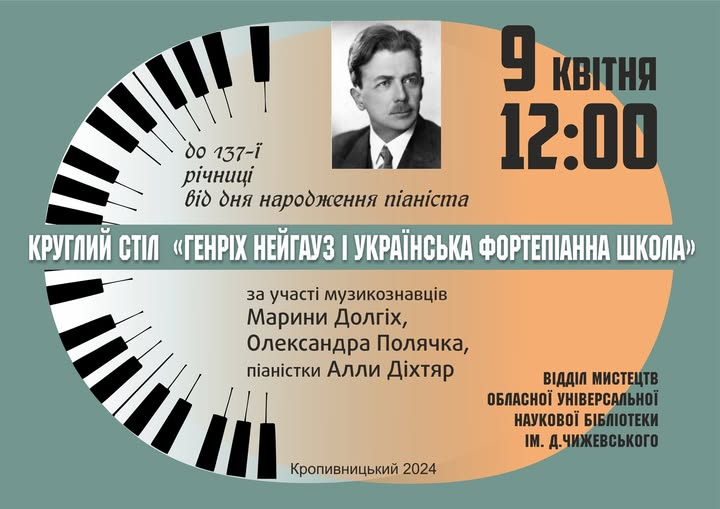 9 КВІТНЯ
12:00
до 137-ї
річниці
від дня народження піаніста
КРУГЛИЙ СТІЛ «ГЕНРІХ НЕЙГАУЗ І УКРАЇНСЬКА ФОРТЕПІАННА ШКОЛА»
за участі музикознавців
Марини Долгіх,
Олександра Полячка,
піаністки Алли Діхтяр
ВІДДІЛ МИСТЕЦТВ
ОБЛАСНОЇ УНІВЕРСАЛЬНОЇ
НАУКОВОЇ БІБЛІОТЕКИ
ІМ. Д.ЧИЖЕВСЬКОГО
Кропивницький 2024